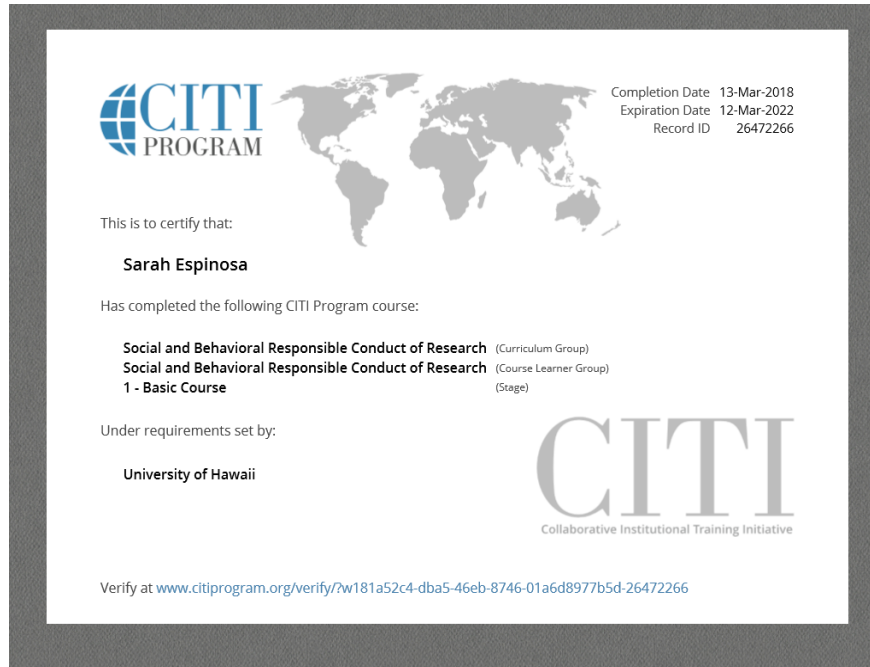 CITI
PROGRAM
Completion Date 13-Mar-2018
Expiration Date 12-Mar-2022
Record ID 26472266
This is to certify that:
Sarah Espinosa
Has completed the following CITI Program course:
Social and Behavioral Responsible Conduct of Research (Curriculum Group)
Social and Behavioral Responsible Conduct of Research (Course Learner Group)
1 - Basic Course (Stage)
Under requirements set by:
University of Hawaii
CITI
Collaborative Institutional Training Initiative
Verify at www.citiprogram.org/verify/?w181a52c4-dba5-46eb-8746-01a6d8977b5d-26472266